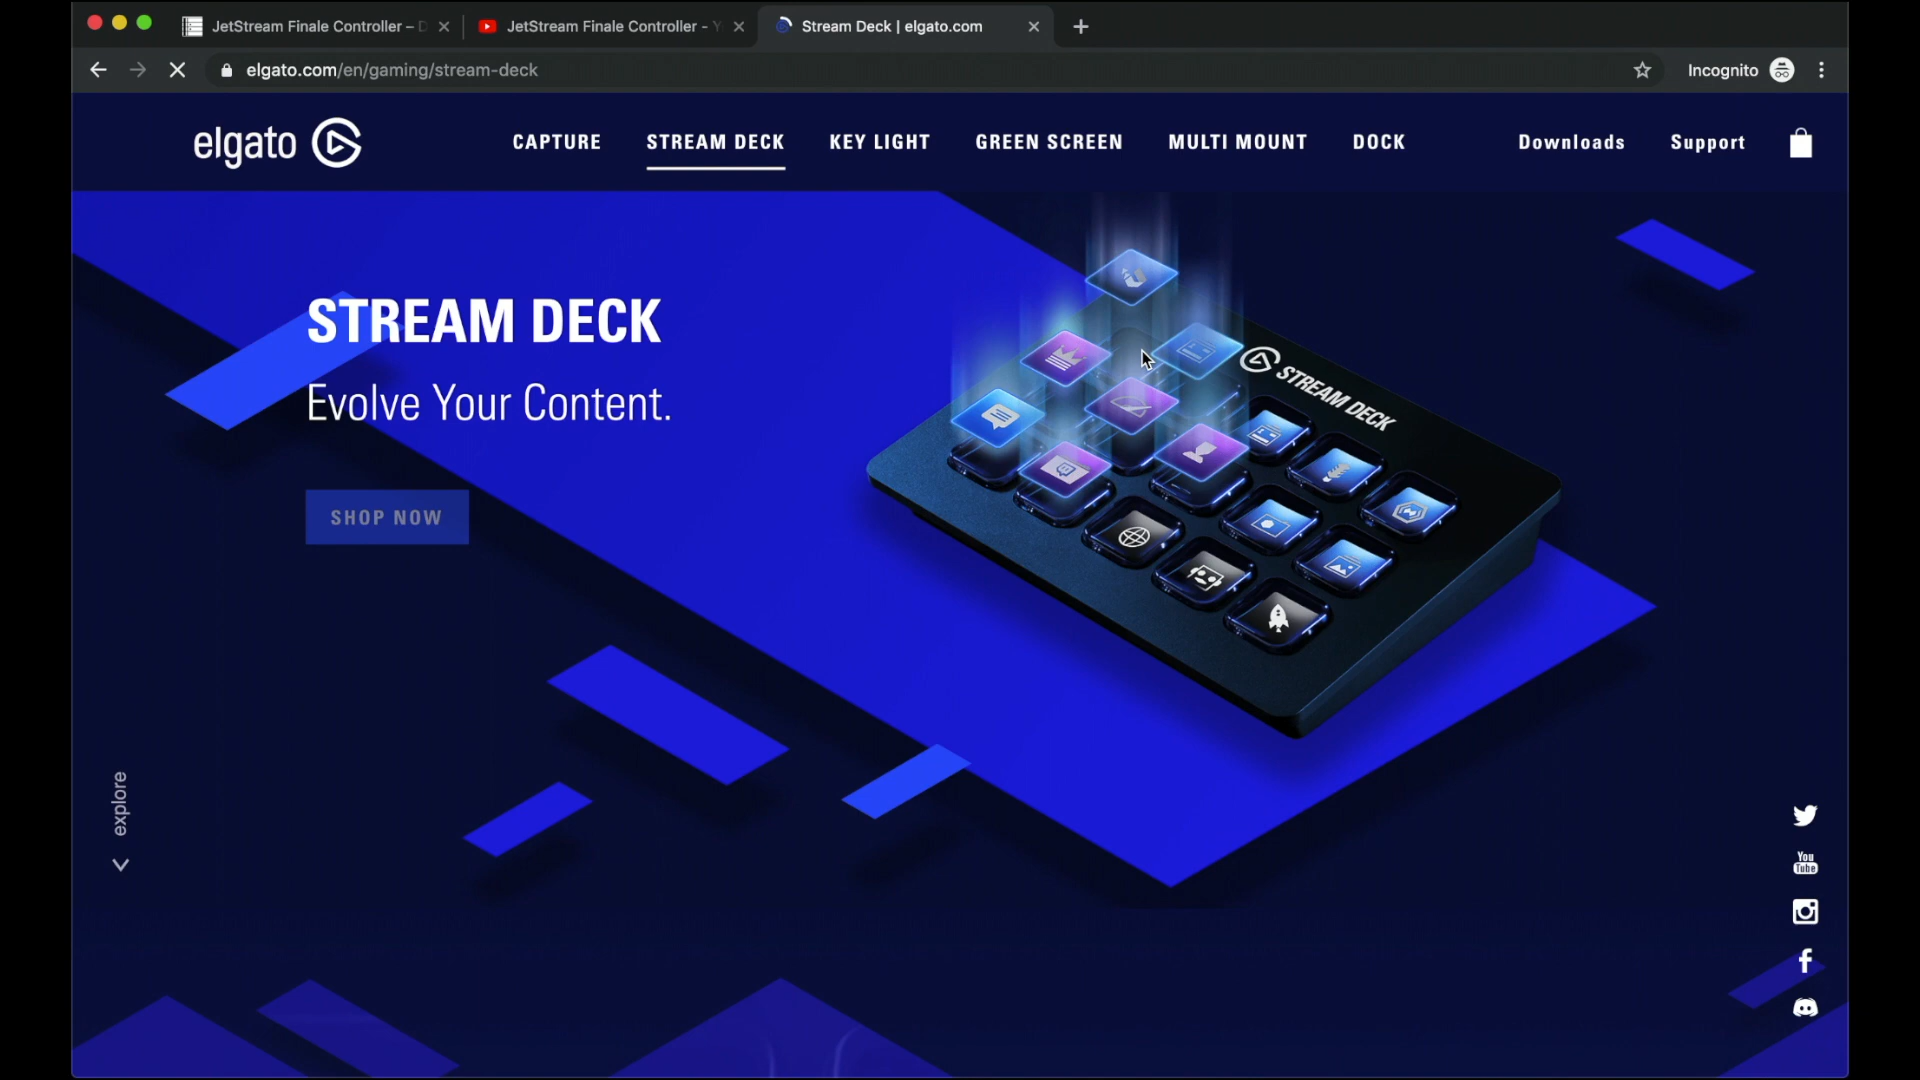 JetStream Finale Controller – D
JetStream Finale Controller - Y
Stream Deck | elgato.com
elgato.com/en/gaming/stream-deck
Incognito
elgato
CAPTURE
STREAM DECK
KEY LIGHT
GREEN SCREEN
MULTI MOUNT
DOCK
Downloads
Support
STREAM DECK
Evolve Your Content.
SHOP NOW
STREAM DECK
explore
You
Tube